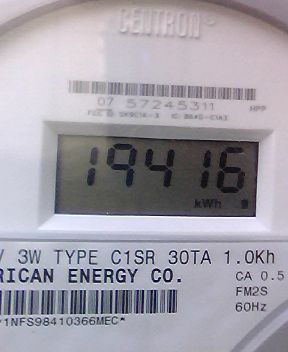 CENTRON®
07 57245311 HPP
19416
kWh
V 3W TYPE C1SR 30TA 1.0Kh
RICAN ENERGY CO. CA 0.5
FM2S
*1NFS98410366MEC* 60Hz